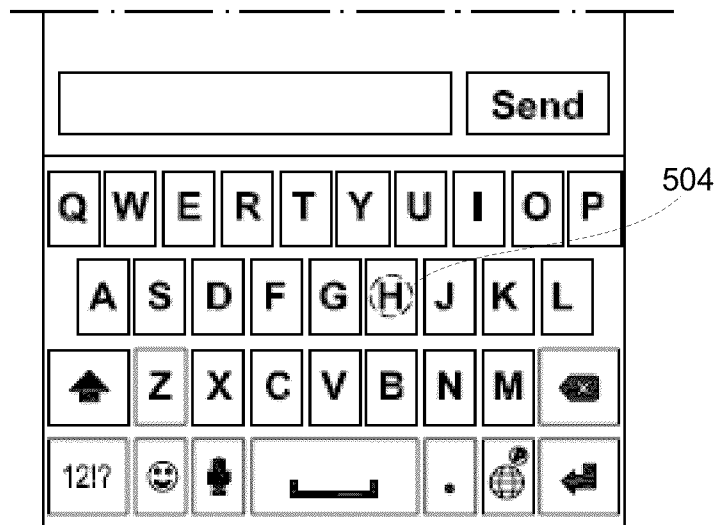 Send
Q W E R T Y U I O P
504
A S D F G H J K L
Z X C V B N M
12!? .